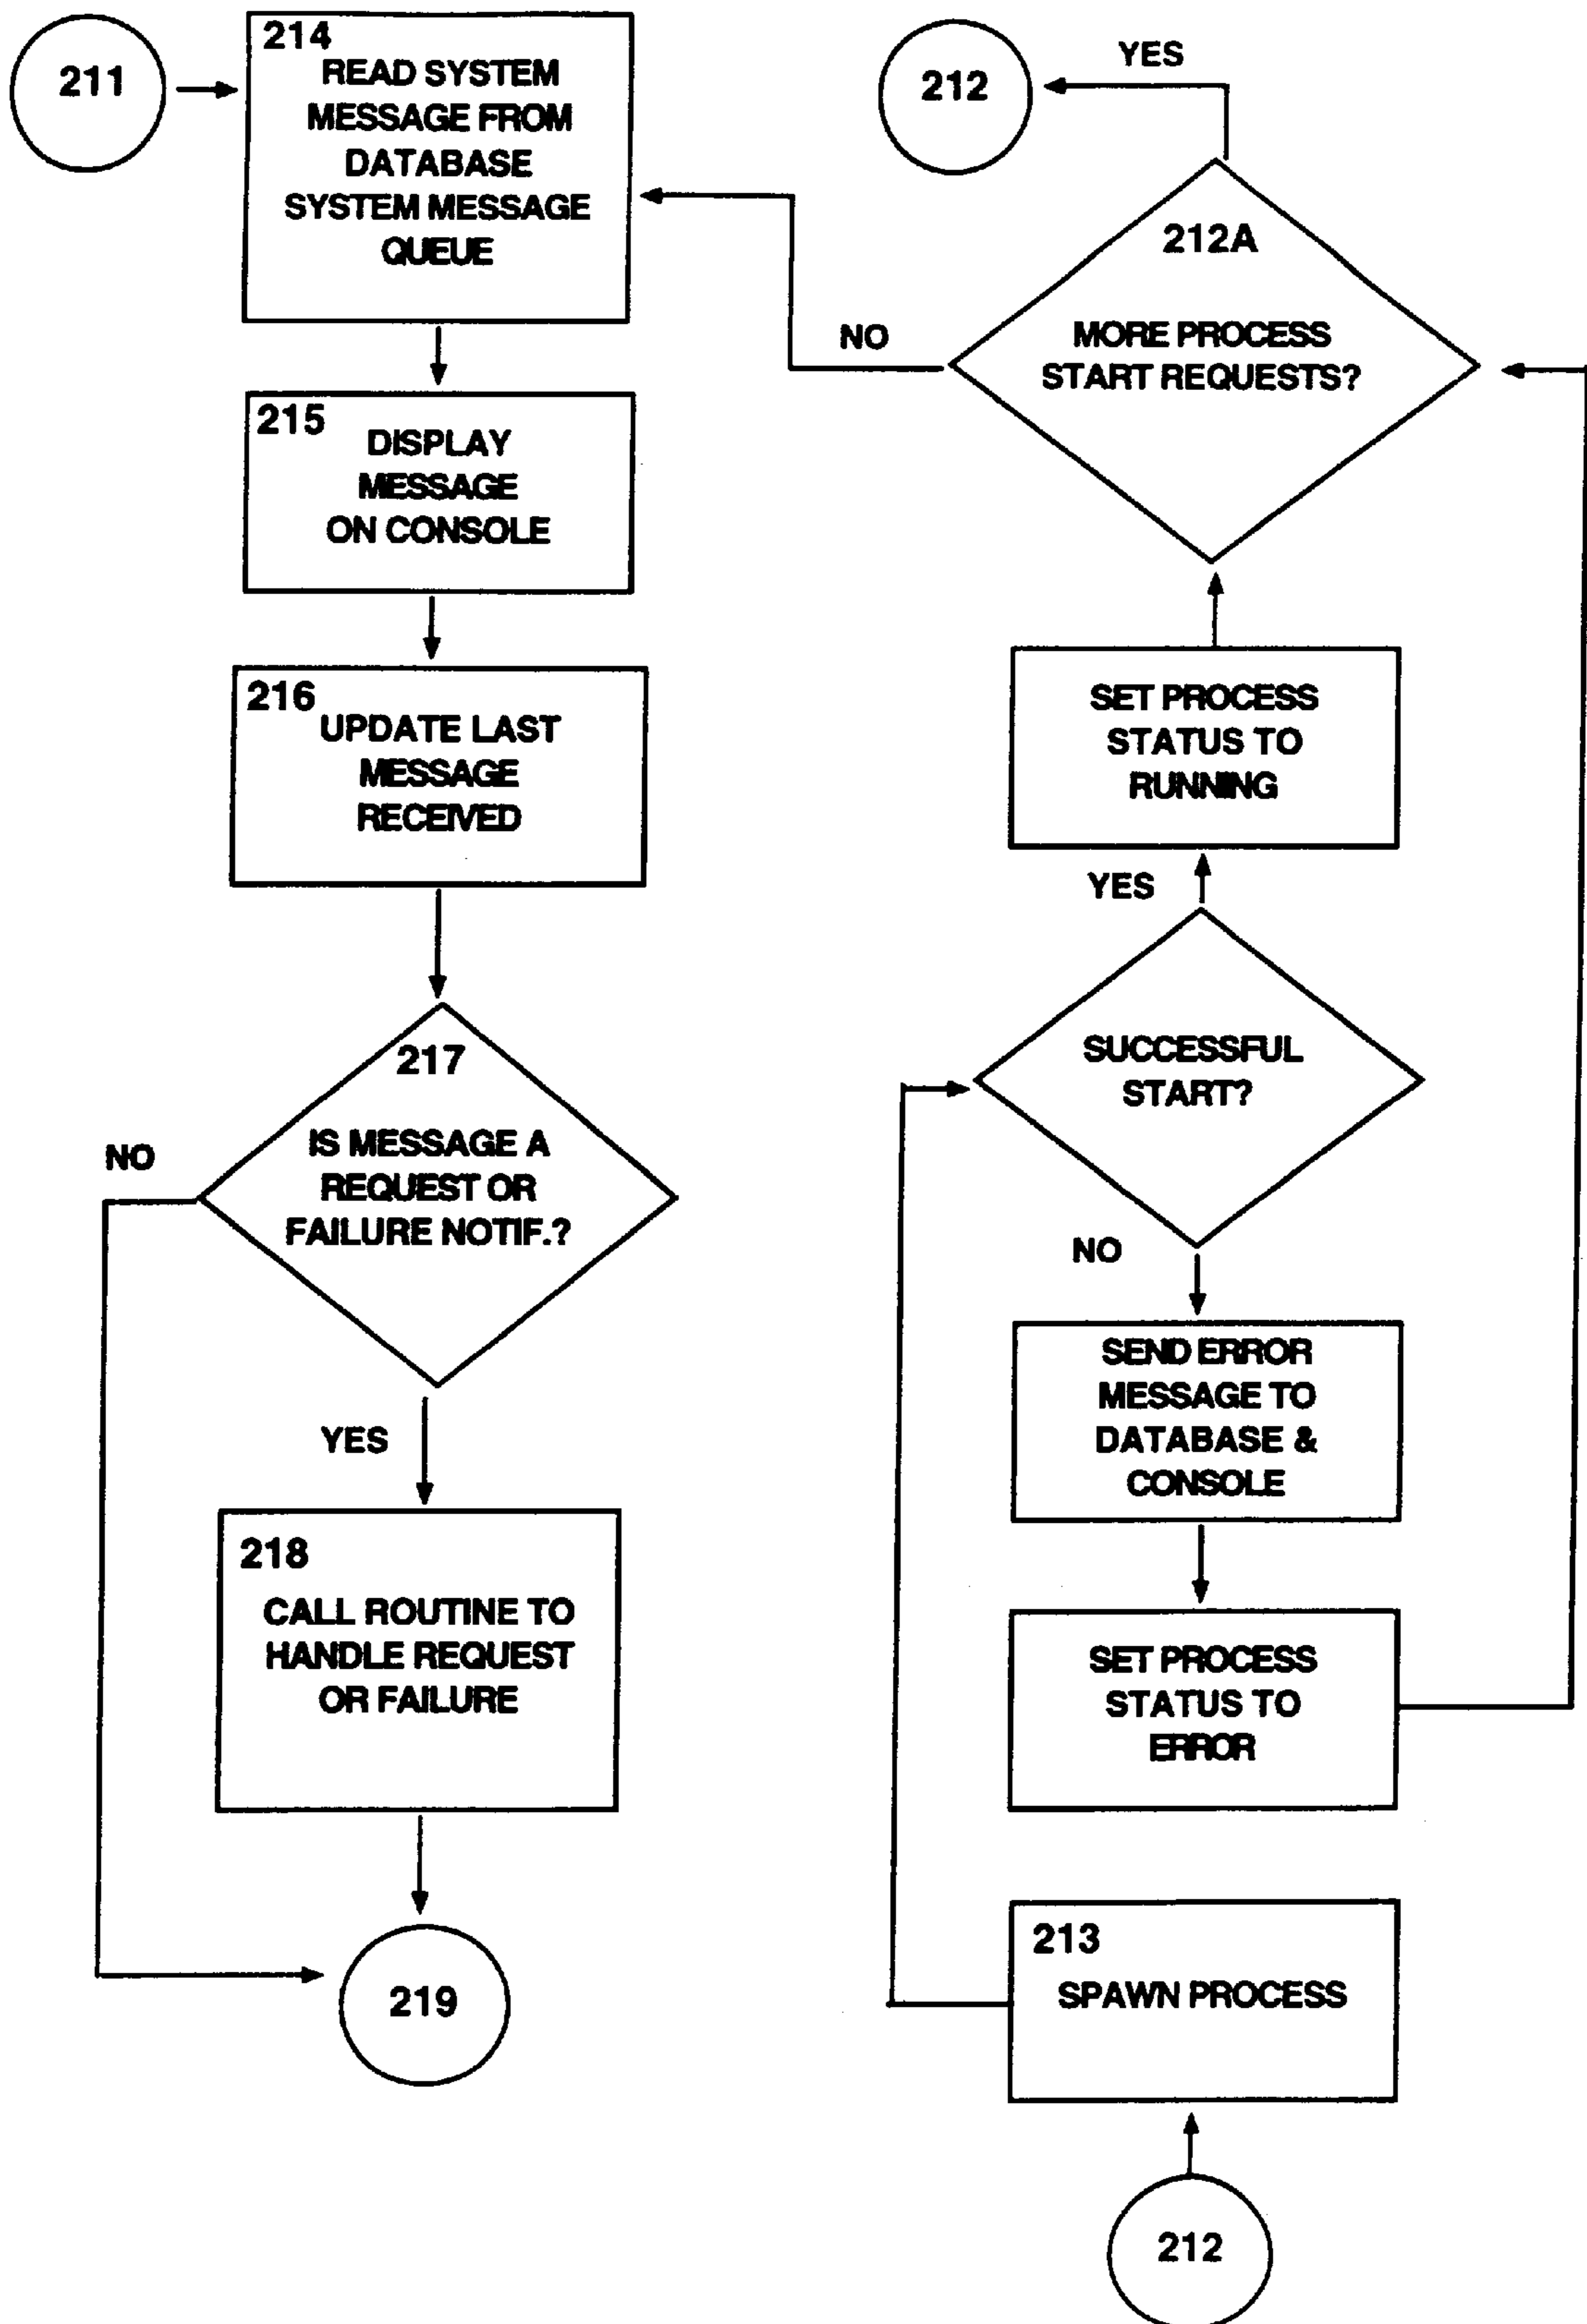 211
214
READ SYSTEM
MESSAGE FROM
DATABASE
SYSTEM MESSAGE
QUEUE
215
DISPLAY
MESSAGE
ON CONSOLE
216
UPDATE LAST
MESSAGE
RECEIVED
217
IS MESSAGE A
REQUEST OR
FAILURE NOTIF.?
NO
YES
218
CALL ROUTINE TO
HANDLE REQUEST
OR FAILURE
219
212
YES
212A
MORE PROCESS
START REQUESTS?
NO
SET PROCESS
STATUS TO
RUNNING
YES
SUCCESSFUL
START?
NO
SEND ERROR
MESSAGE TO
DATABASE &
CONSOLE
SET PROCESS
STATUS TO
ERROR
213
SPAWN PROCESS
212